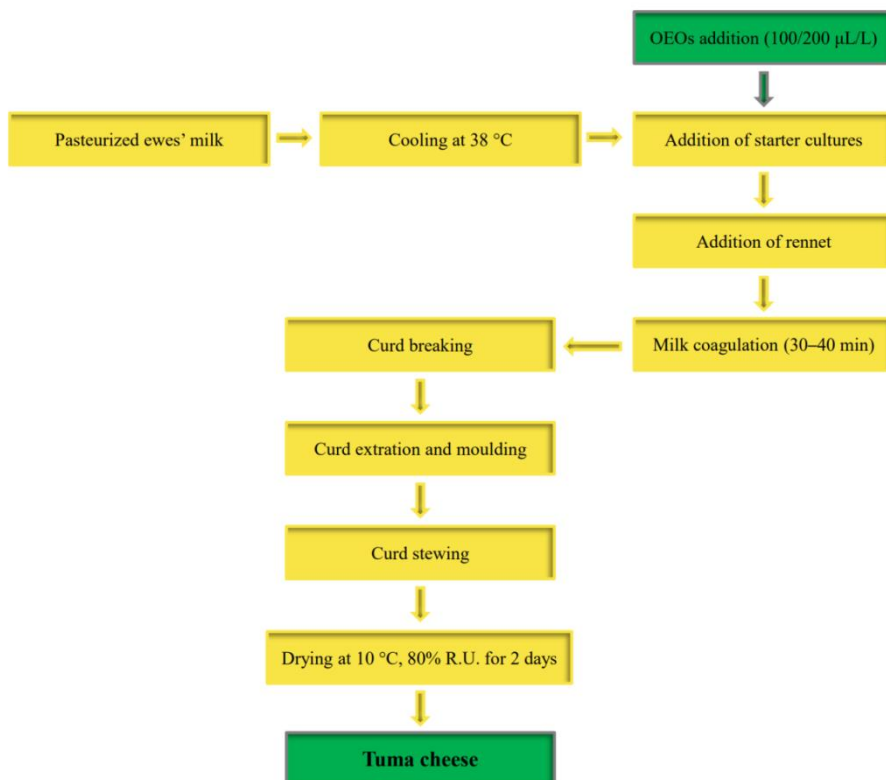 OEOs addition (100/200 μL/L)
Pasteurized ewes’ milk
Cooling at 38 °C
Addition of starter cultures
Addition of rennet
Milk coagulation (30–40 min)
Curd breaking
Curd extration and moulding
Curd stewing
Drying at 10 °C, 80% R.U. for 2 days
Tuma cheese